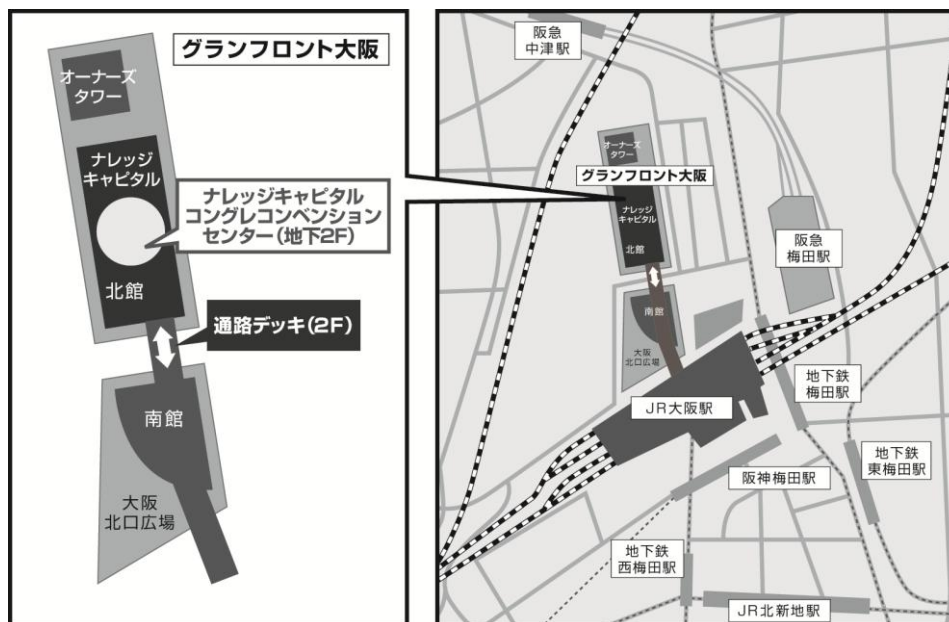 グランフロント大阪
オーナーズ
タワー
ナレッジ
キャピタル
ナレッジキャピタル
コングレコンベンション
センター(地下2F)
北館
通路デッキ(2F)
南館
大阪
北口広場
阪急
中津駅
オーナーズ
タワー
グランフロント大阪
ナレッジ
キャピタル
北館
阪急
梅田駅
南館
大阪
北口広場
JR大阪駅
地下鉄
梅田駅
地下鉄
東梅田駅
阪神梅田駅
地下鉄
西梅田駅
JR北新地駅